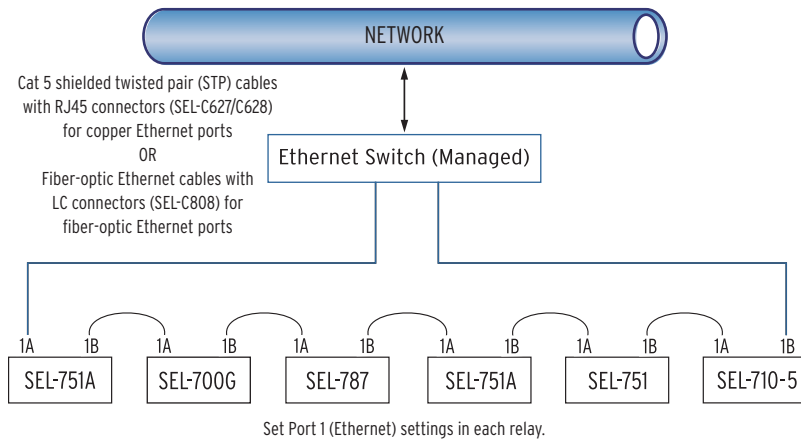 NETWORK
Cat 5 shielded twisted pair (STP) cables
with RJ45 connectors (SEL-C627/C628)
for copper Ethernet ports
OR
Fiber-optic Ethernet cables with
LC connectors (SEL-C808) for
fiber-optic Ethernet ports
Ethernet Switch (Managed)
1A 1B 1A 1B 1A 1B 1A 1B 1A 1B 1A 1B
SEL-751A SEL-700G SEL-787 SEL-751A SEL-751 SEL-710-5
Set Port 1 (Ethernet) settings in each relay.